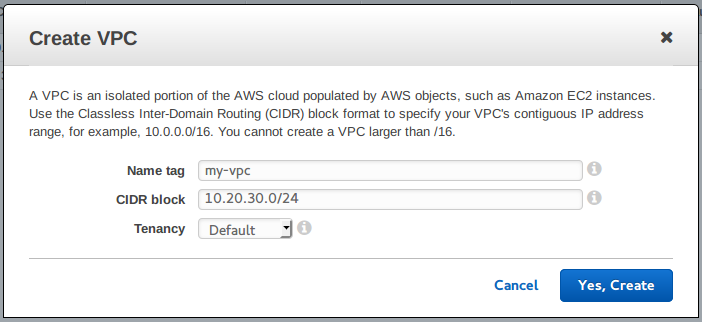 Create VPC
A VPC is an isolated portion of the AWS cloud populated by AWS objects, such as Amazon EC2 instances.
Use the Classless Inter-Domain Routing (CIDR) block format to specify your VPC's contiguous IP address
range, for example, 10.0.0.0/16. You cannot create a VPC larger than /16.
Name tag my-vpc
CIDR block 10.20.30.0/24
Tenancy Default
Cancel Yes, Create